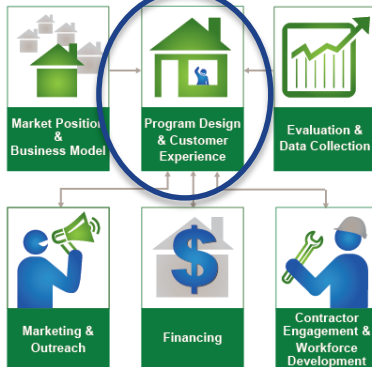 Market Position
&
Business Model
Program Design
& Customer
Experience
Evaluation &
Data Collection
Marketing &
Outreach
Financing
Contractor
Engagement &
Workforce
Development